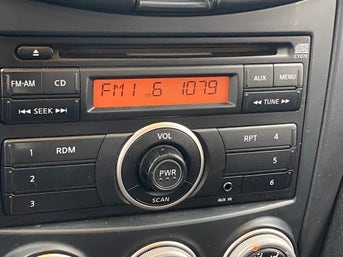 FM-AM CD
FM1 ch 6 1079
AUX MENU
SEEK
TUNE
VOL
1 RDM
RPT 4
2
PWR
5
3
SCAN
AUX IN
6